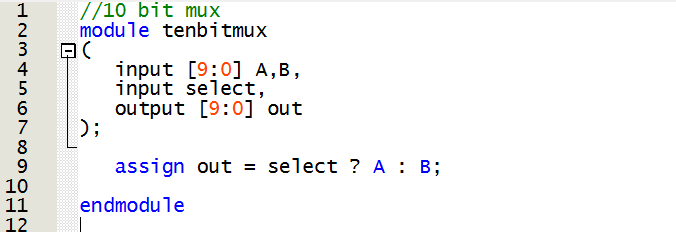 1 //10 bit mux
2 module tenbitmux
3 (
4 input [9:0] A,B,
5 input select,
6 output [9:0] out
7 );
8
9 assign out = select ? A : B;
10
11 endmodule
12